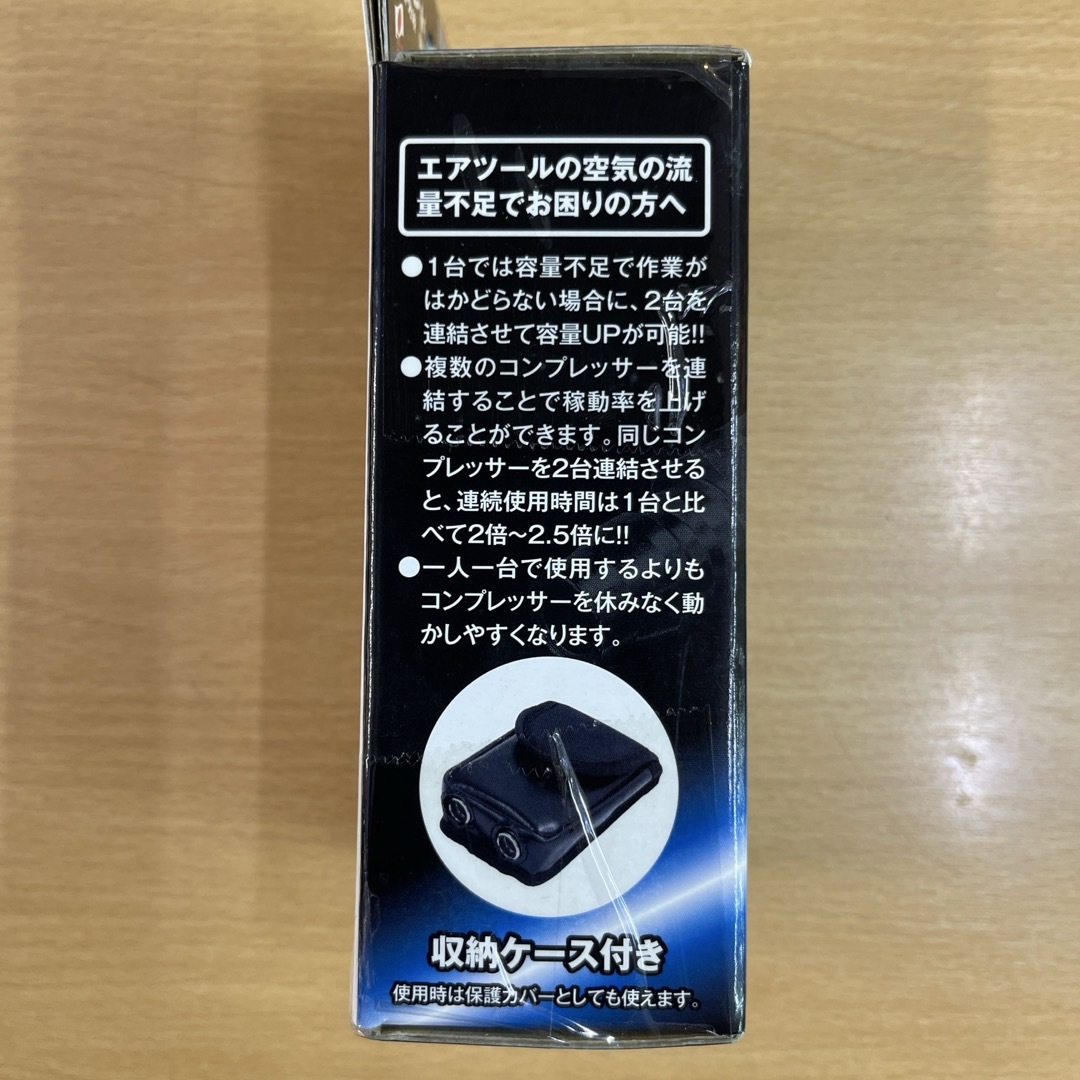 エアツールの空気の流
量不足でお困りの方へ
●1台では容量不足で作業が
はかどらない場合に、2台を
連結させて容量UPが可能!!
●複数のコンプレッサーを連
結することで稼動率を上げ
ることができます。同じコン
プレッサーを2台連結させる
と、連続使用時間は1台と比
べて2倍〜2.5倍に!!
●一人一台で使用するよりも
コンプレッサーを休みなく動
かしやすくなります。
収納ケース付き
使用時は保護カバーとしても使えます。